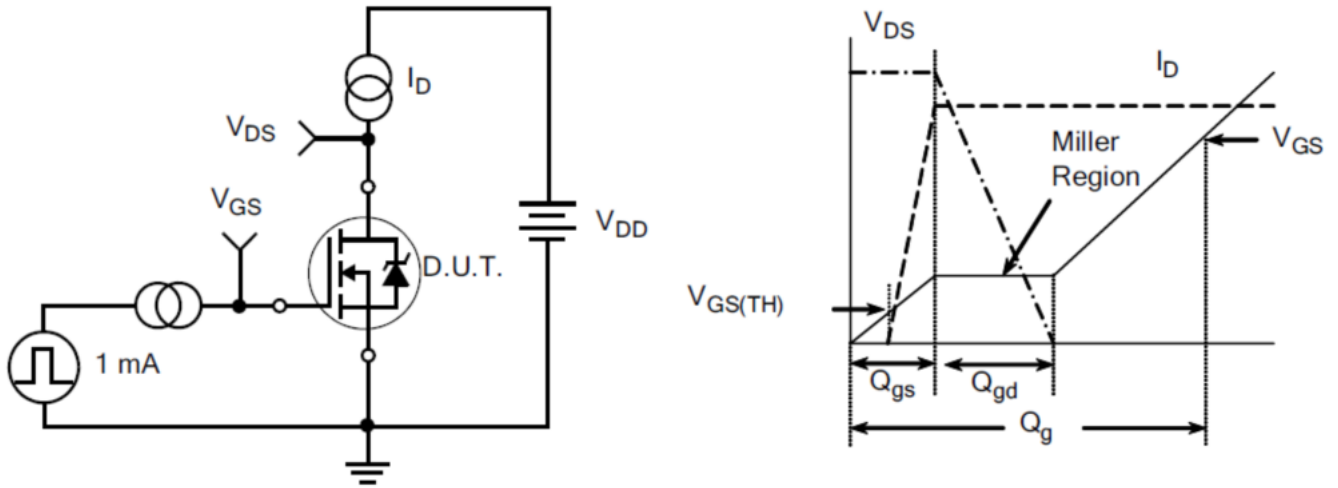 I_D
V_DS
V_GS
V_DD
D.U.T.
1 mA
V_DS
I_D
Miller
Region
V_GS
V_GS(TH)
Q_gs
Q_gd
Q_g